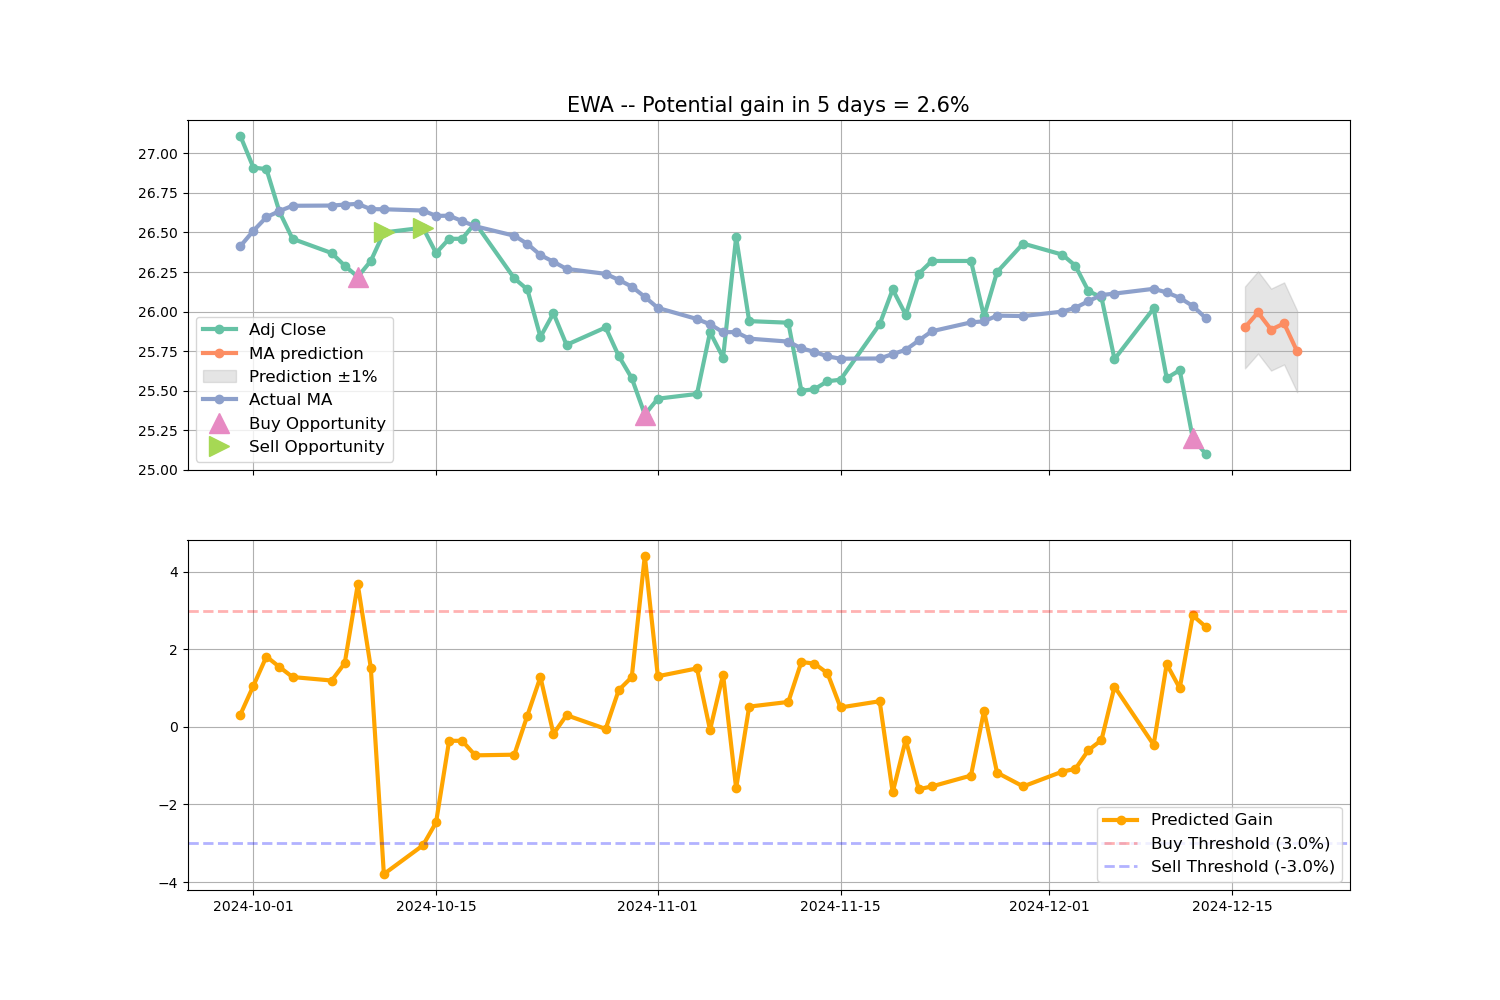 EWA -- Potential gain in 5 days = 2.6%
27.00
26.75
26.50
26.25
26.00
25.75
25.50
25.25
25.00
Adj Close
MA prediction
Prediction ±1%
Actual MA
Buy Opportunity
Sell Opportunity
4
2
0
−2
−4
Predicted Gain
Buy Threshold (3.0%)
Sell Threshold (-3.0%)
2024-10-01 2024-10-15 2024-11-01 2024-11-15 2024-12-01 2024-12-15